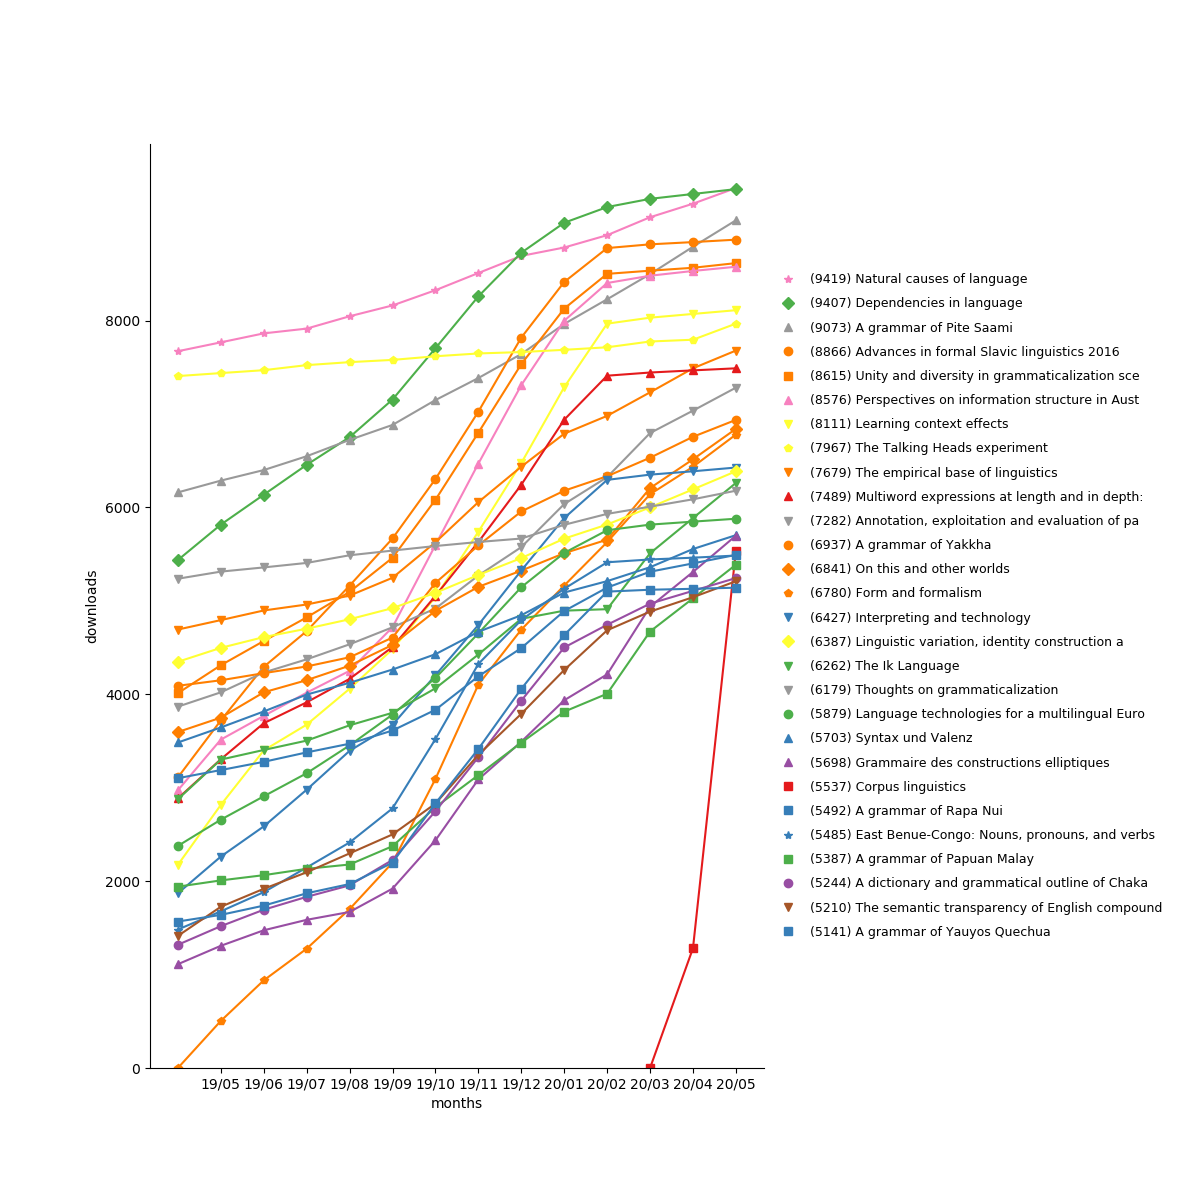 8000
6000
4000
2000
0
downloads
19/05 19/06 19/07 19/08 19/09 19/10 19/11 19/12 20/01 20/02 20/03 20/04 20/05
months
(9419) Natural causes of language
(9407) Dependencies in language
(9073) A grammar of Pite Saami
(8866) Advances in formal Slavic linguistics 2016
(8615) Unity and diversity in grammaticalization sce
(8576) Perspectives on information structure in Aust
(8111) Learning context effects
(7967) The Talking Heads experiment
(7679) The empirical base of linguistics
(7489) Multiword expressions at length and in depth:
(7282) Annotation, exploitation and evaluation of pa
(6937) A grammar of Yakkha
(6841) On this and other worlds
(6780) Form and formalism
(6427) Interpreting and technology
(6387) Linguistic variation, identity construction a
(6262) The Ik Language
(6179) Thoughts on grammaticalization
(5879) Language technologies for a multilingual Euro
(5703) Syntax und Valenz
(5698) Grammaire des constructions elliptiques
(5537) Corpus linguistics
(5492) A grammar of Rapa Nui
(5485) East Benue-Congo: Nouns, pronouns, and verbs
(5387) A grammar of Papuan Malay
(5244) A dictionary and grammatical outline of Chaka
(5210) The semantic transparency of English compound
(5141) A grammar of Yauyos Quechua